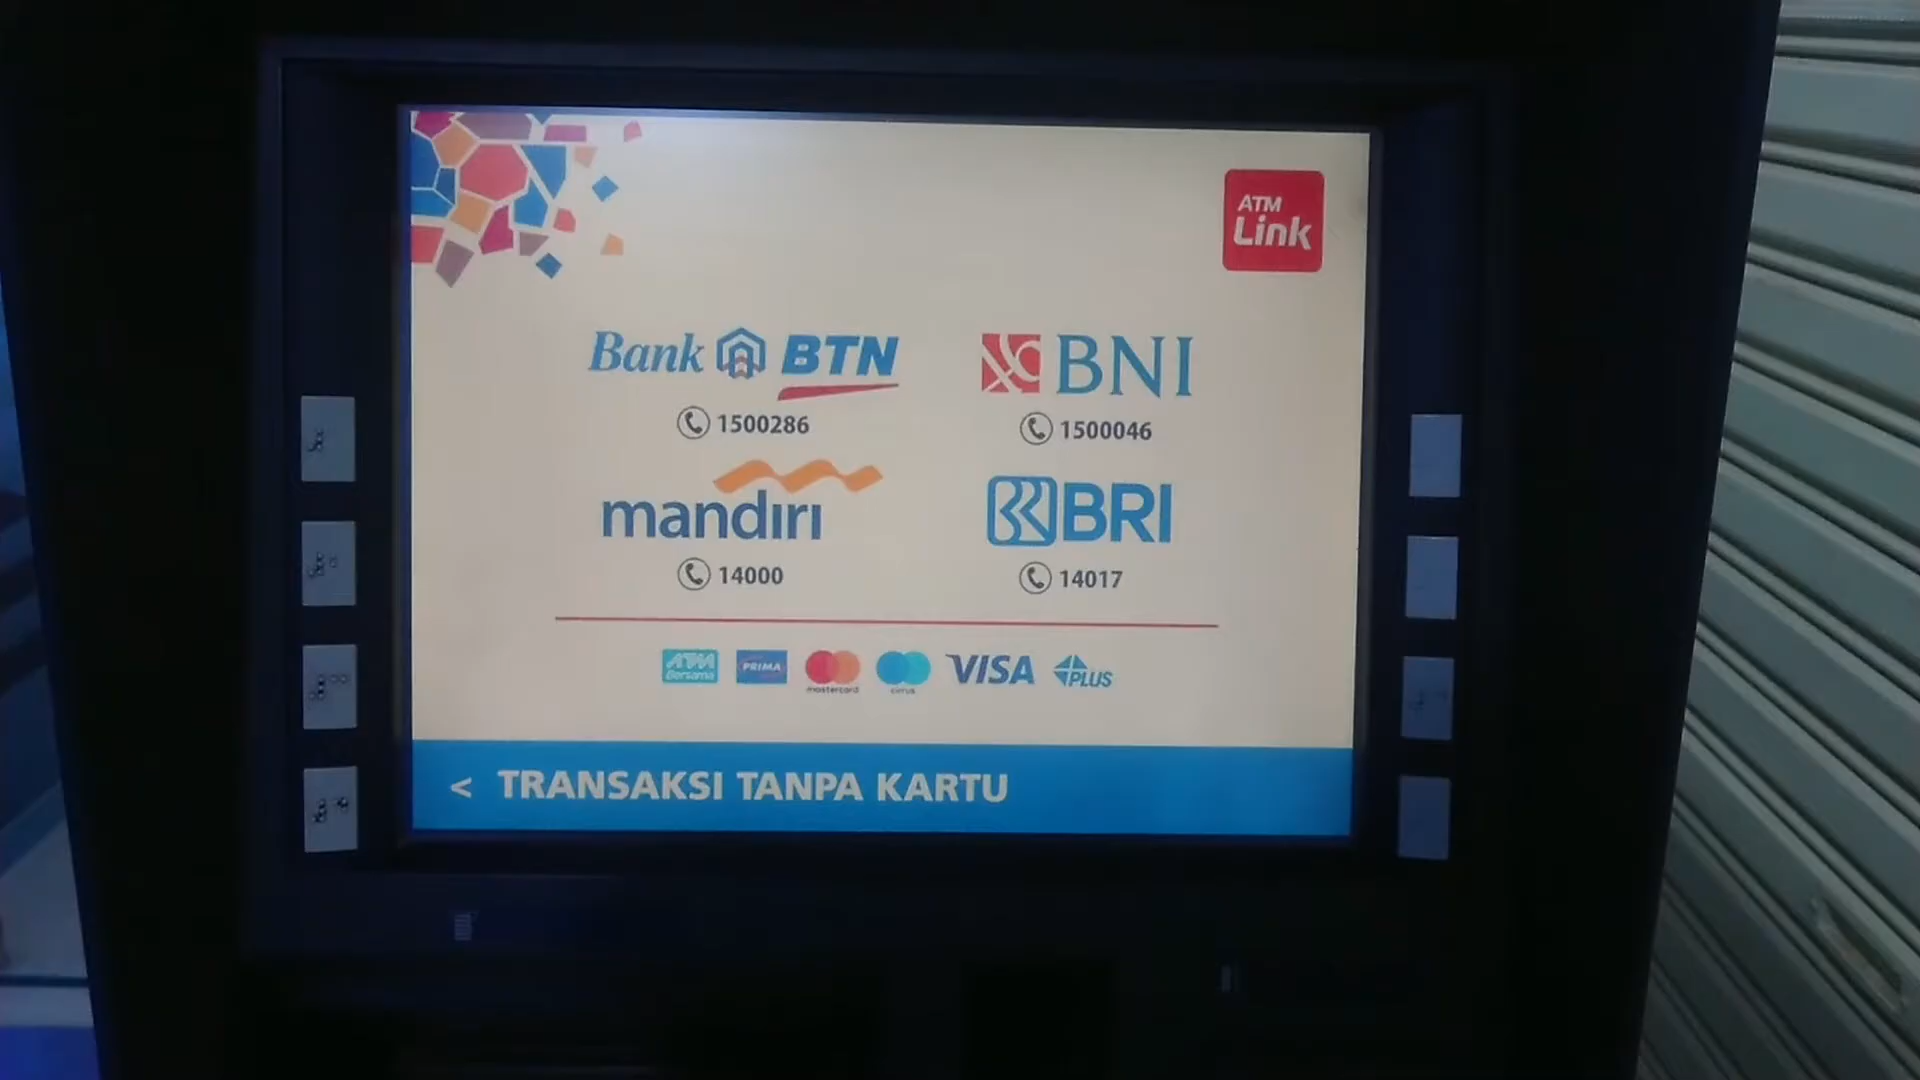 ATM
Link
Bank BTN
1500286
BNI
1500046
mandiri
14000
BRI
14017
ATM
Bersama
PRIMA
mastercard
cirrus
VISA
PLUS
< TRANSAKSI TANPA KARTU